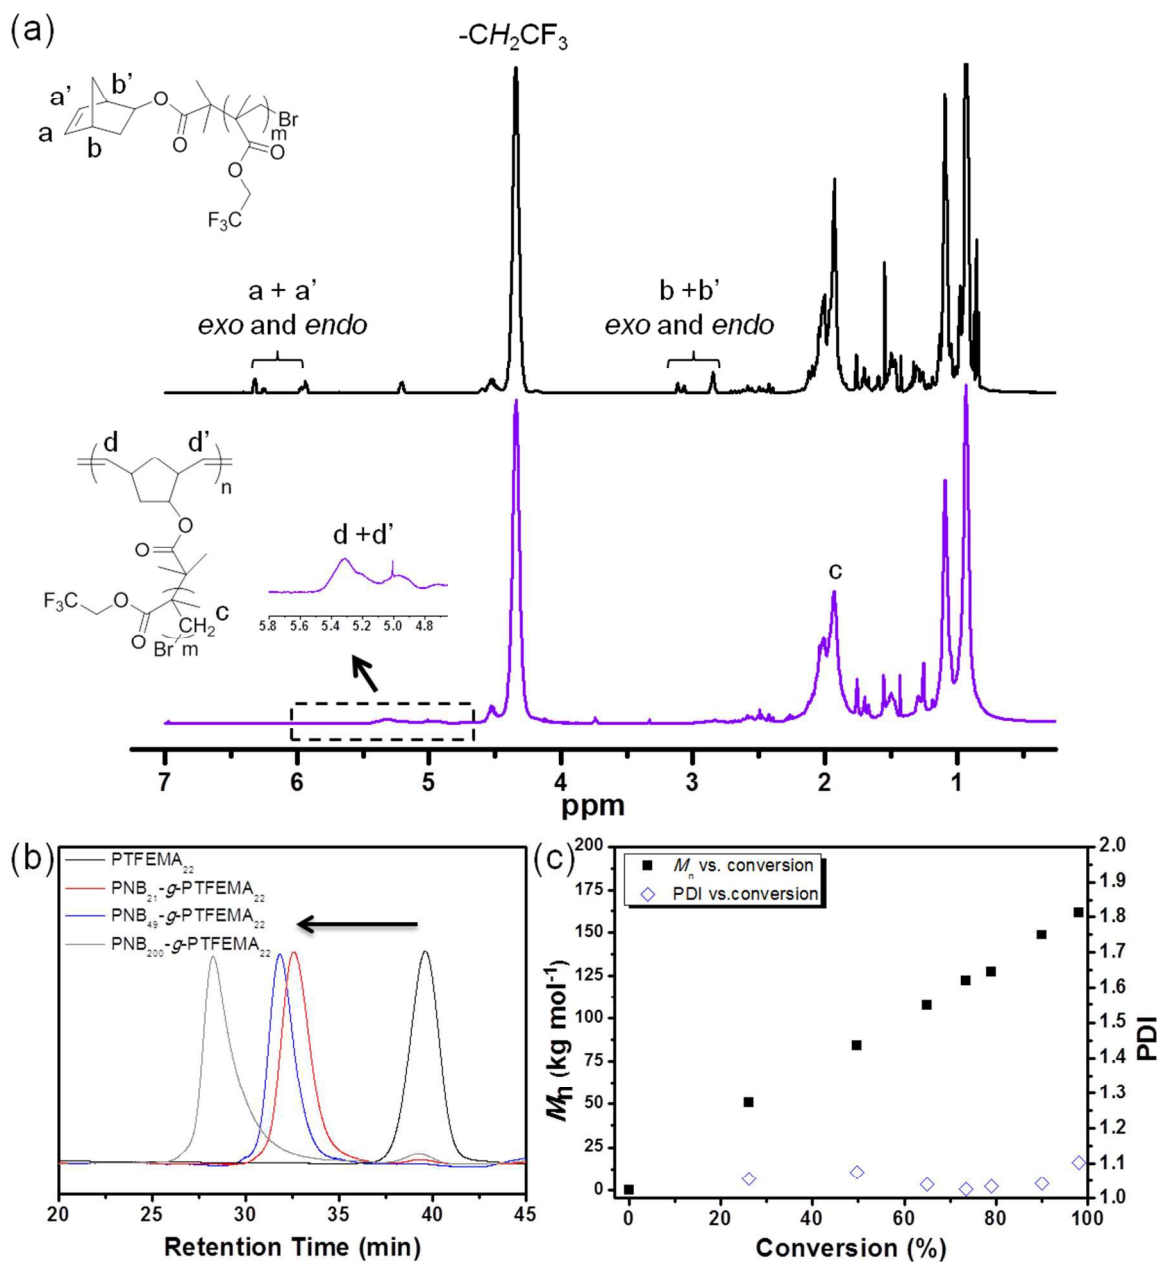 (a)
-CH₂CF₃
a'
b'
a
b
O
O
Br
m
O
O
F₃C
a + a'
exo and endo
b +b'
exo and endo
d
d'
n
O
O
F₃C
O
O
c
CH₂
Br
m
d +d'
5.8 5.6 5.4 5.2 5.0 4.8
c
7 6 5 4 3 2 1
ppm
(b)
PTFEMA₂₂
PNB₂₁-g-PTFEMA₂₂
PNB₄₉-g-PTFEMA₂₂
PNB₂₀₀-g-PTFEMA₂₂
20 25 30 35 40 45
Retention Time (min)
(c)
Mn vs. conversion
PDI vs.conversion
200
175
150
125
100
75
50
25
0
Mn (kg mol⁻¹)
2.0
1.9
1.8
1.7
1.6
1.5
1.4
1.3
1.2
1.1
1.0
PDI
0 20 40 60 80 100
Conversion (%)